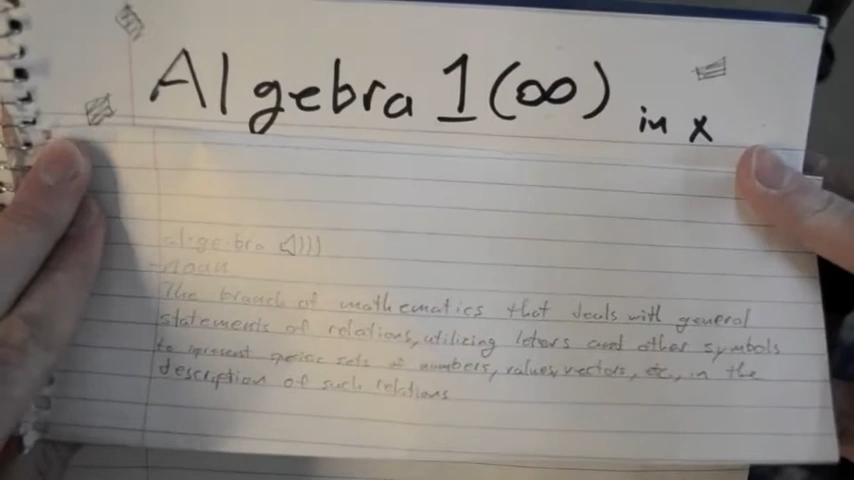 Algebra 1 (∞) in x
al·ge·bra
-noun
The branch of mathematics that deals with general
statements of relations, utilizing letters and other symbols
to represent specific sets of numbers, values, vectors, etc., in the
description of such relations